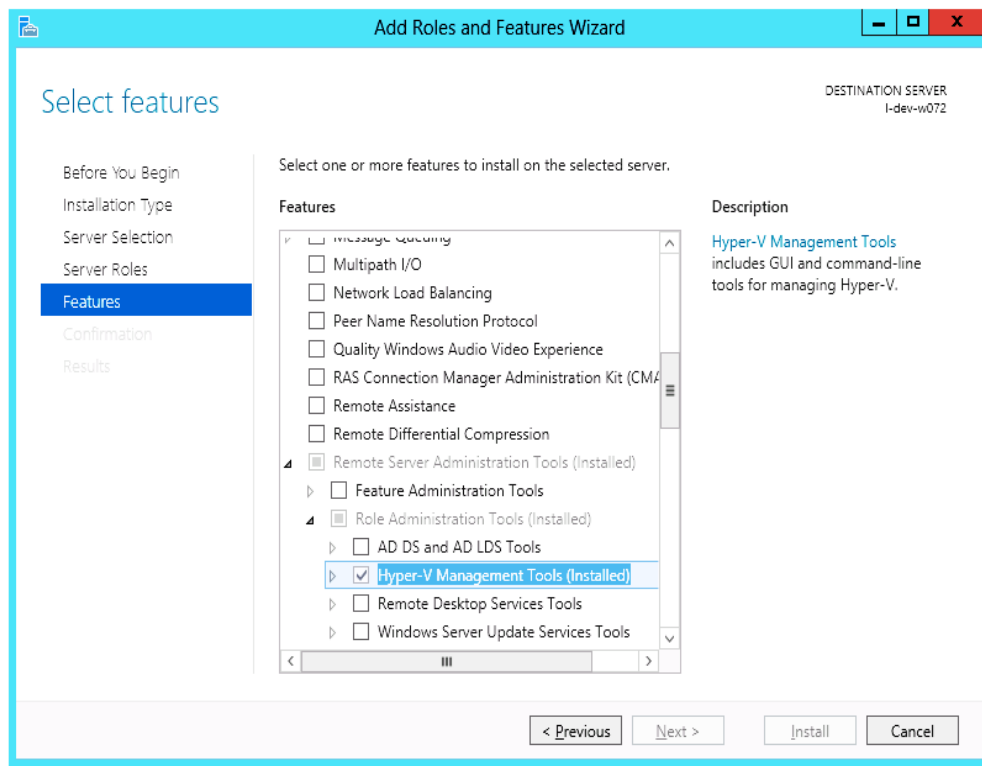 Add Roles and Features Wizard
Select features
DESTINATION SERVER
l-dev-w072
Before You Begin
Installation Type
Server Selection
Server Roles
Features
Confirmation
Results
Select one or more features to install on the selected server.
Features
Message Queuing
Multipath I/O
Network Load Balancing
Peer Name Resolution Protocol
Quality Windows Audio Video Experience
RAS Connection Manager Administration Kit (CMA
Remote Assistance
Remote Differential Compression
Remote Server Administration Tools (Installed)
Feature Administration Tools
Role Administration Tools (Installed)
AD DS and AD LDS Tools
Hyper-V Management Tools (Installed)
Remote Desktop Services Tools
Windows Server Update Services Tools
Description
Hyper-V Management Tools
includes GUI and command-line
tools for managing Hyper-V.
< Previous
Next >
Install
Cancel